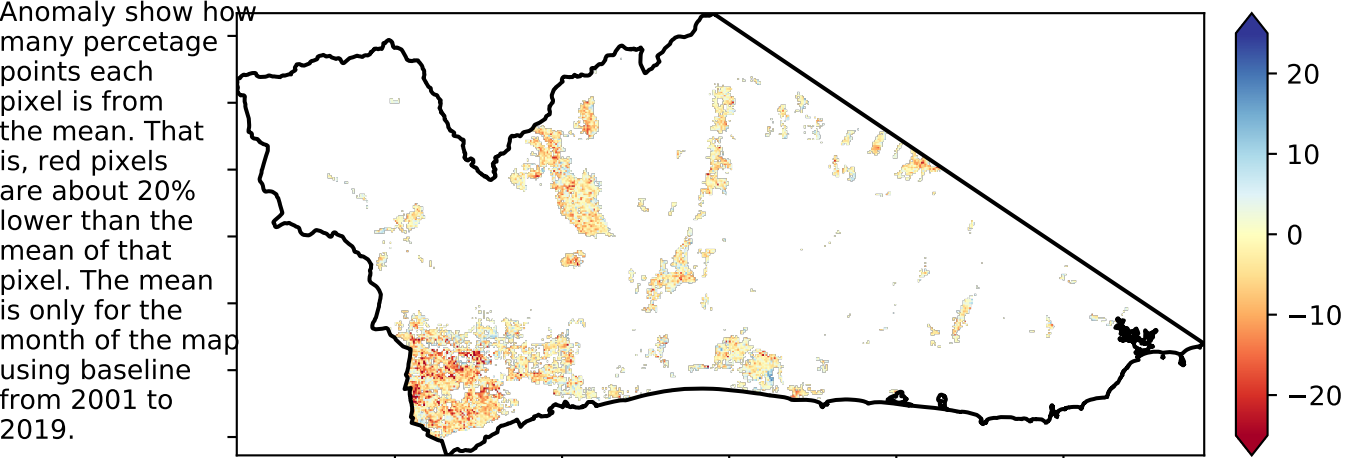 Anomaly show how
many percetage
points each
pixel is from
the mean. That
is, red pixels
are about 20%
lower than the
mean of that
pixel. The mean
is only for the
month of the map
using baseline
from 2001 to
2019.
20
10
0
−10
−20